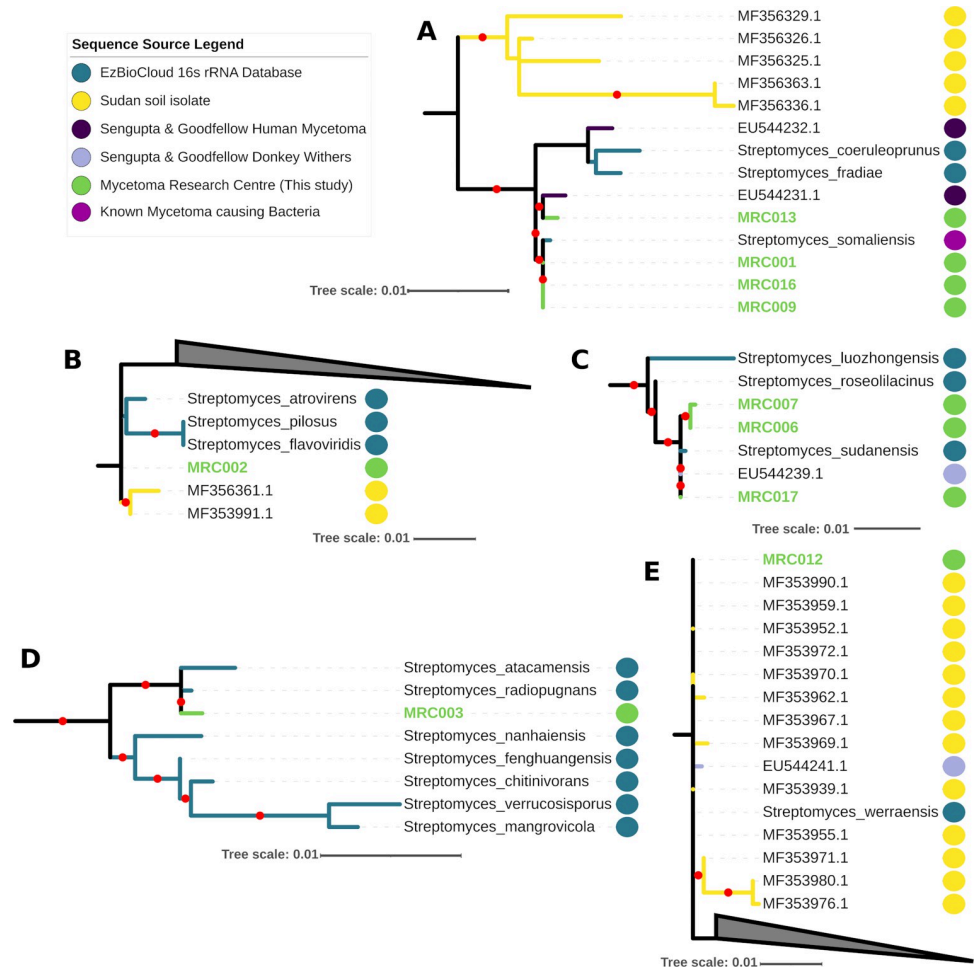 Sequence Source Legend
EzBioCloud 16s rRNA Database
Sudan soil isolate
Sengupta & Goodfellow Human Mycetoma
Sengupta & Goodfellow Donkey Withers
Mycetoma Research Centre (This study)
Known Mycetoma causing Bacteria
A
MF356329.1
MF356326.1
MF356325.1
MF356363.1
MF356336.1
EU544232.1
Streptomyces_coeruleoprunus
Streptomyces_fradiae
EU544231.1
MRC013
Streptomyces_somaliensis
MRC001
MRC016
MRC009
Tree scale: 0.01
B
Streptomyces_atrovirens
Streptomyces_pilosus
Streptomyces_flavoviridis
MRC002
MF356361.1
MF353991.1
Tree scale: 0.01
C
Streptomyces_luozhongensis
Streptomyces_roseolilacinus
MRC007
MRC006
Streptomyces_sudanensis
EU544239.1
MRC017
Tree scale: 0.01
D
Streptomyces_atacamensis
Streptomyces_radiopugnans
MRC003
Streptomyces_nanhaiensis
Streptomyces_fenghuangensis
Streptomyces_chitinivorans
Streptomyces_verrucosisporus
Streptomyces_mangrovicola
Tree scale: 0.01
E
MRC012
MF353990.1
MF353959.1
MF353952.1
MF353972.1
MF353970.1
MF353962.1
MF353967.1
MF353969.1
EU544241.1
MF353939.1
Streptomyces_werraensis
MF353955.1
MF353971.1
MF353980.1
MF353976.1
Tree scale: 0.01